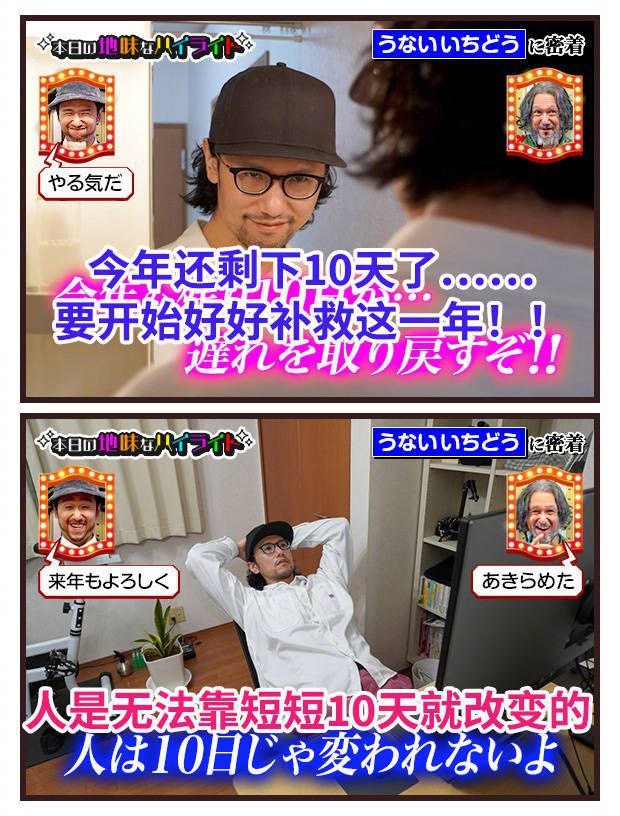 本日の地味なハイライト
うないいちどうに密着
やる気だ
今年还剩下10天了......
要开始好好补救这一年！！
遅れを取り戻すぞ!!
本日の地味なハイライト
うないいちどうに密着
来年もよろしく
あきらめた
人是无法靠短短10天就改变的
人は10日じゃ変われないよ